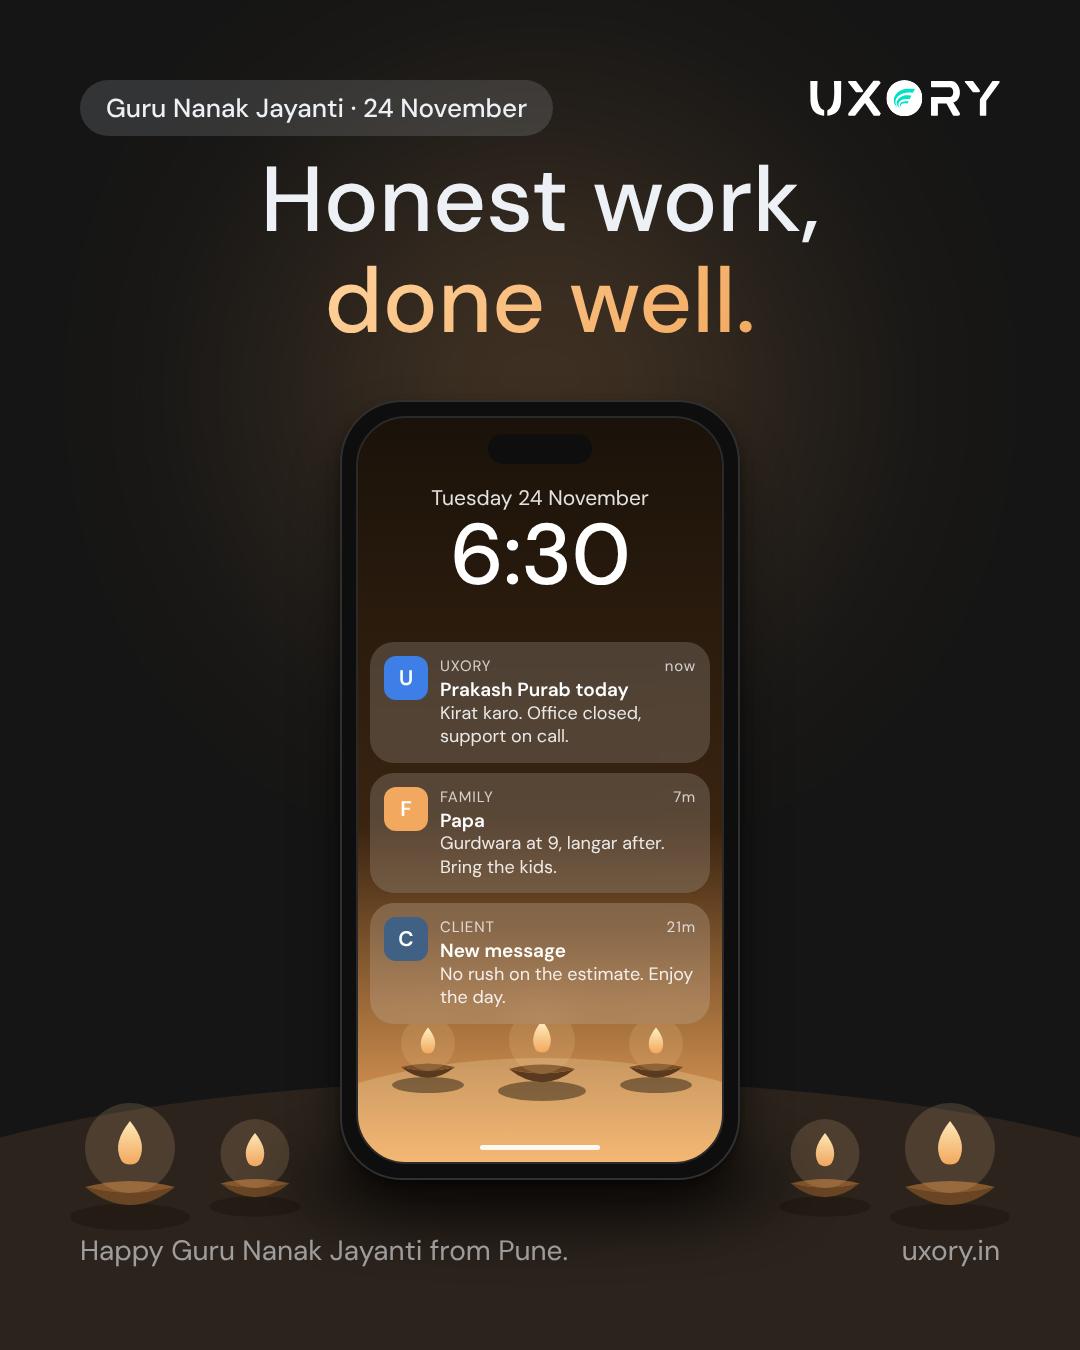 Guru Nanak Jayanti · 24 November
UXORY
Honest work,
done well.
Tuesday 24 November
6:30
U
UXORY
now
Prakash Purab today
Kirat karo. Office closed,
support on call.
F
FAMILY
7m
Papa
Gurdwara at 9, langar after.
Bring the kids.
C
CLIENT
21m
New message
No rush on the estimate. Enjoy
the day.
Happy Guru Nanak Jayanti from Pune.
uxory.in